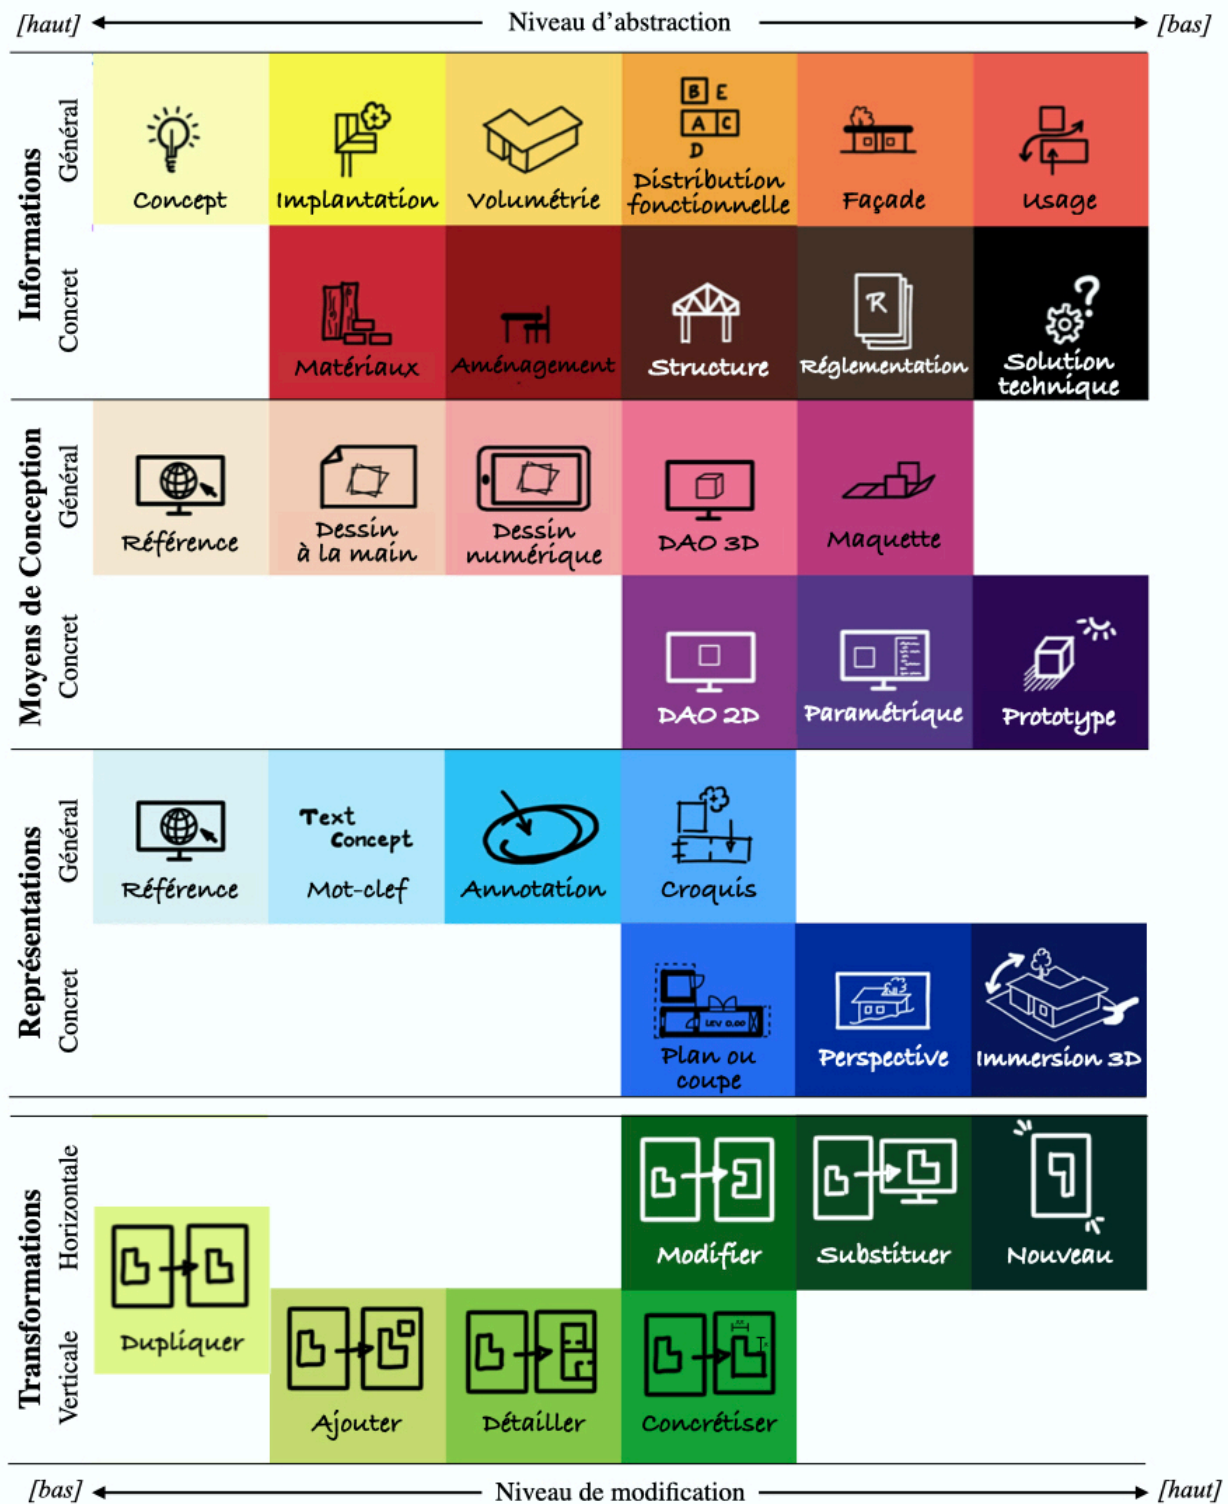 [haut] Niveau d'abstraction [bas]
Informations
Général
B E
A C
D
Concept
Implantation
Volumétrie
Distribution
fonctionnelle
Façade
Usage
Concret
R
?
Matériaux
Aménagement
Structure
Réglementation
Solution
technique
Moyens de Conception
Général
Référence
Dessin
à la main
Dessin
numérique
DAO 3D
Maquette
Concret
DAO 2D
Paramétrique
Prototype
Représentations
Général
Text
Concept
Référence
Mot-clef
Annotation
Croquis
Concret
LEV 0.00
Plan ou
coupe
Perspective
Immersion 3D
Transformations
Horizontale
Modifier
Substituer
Nouveau
Dupliquer
Verticale
Ajouter
Détailler
Concrétiser
[bas] Niveau de modification [haut]